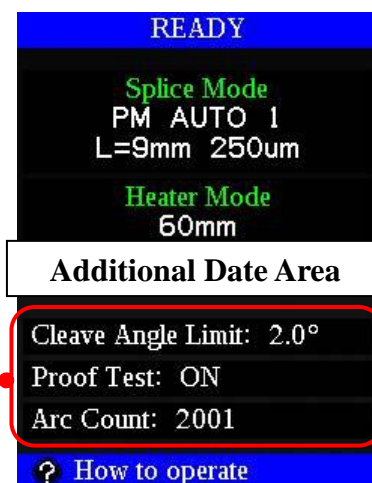 READY
Splice Mode
PM AUTO 1
L=9mm 250um
Heater Mode
60mm
Additional Date Area
Cleave Angle Limit: 2.0°
Proof Test: ON
Arc Count: 2001
? How to operate